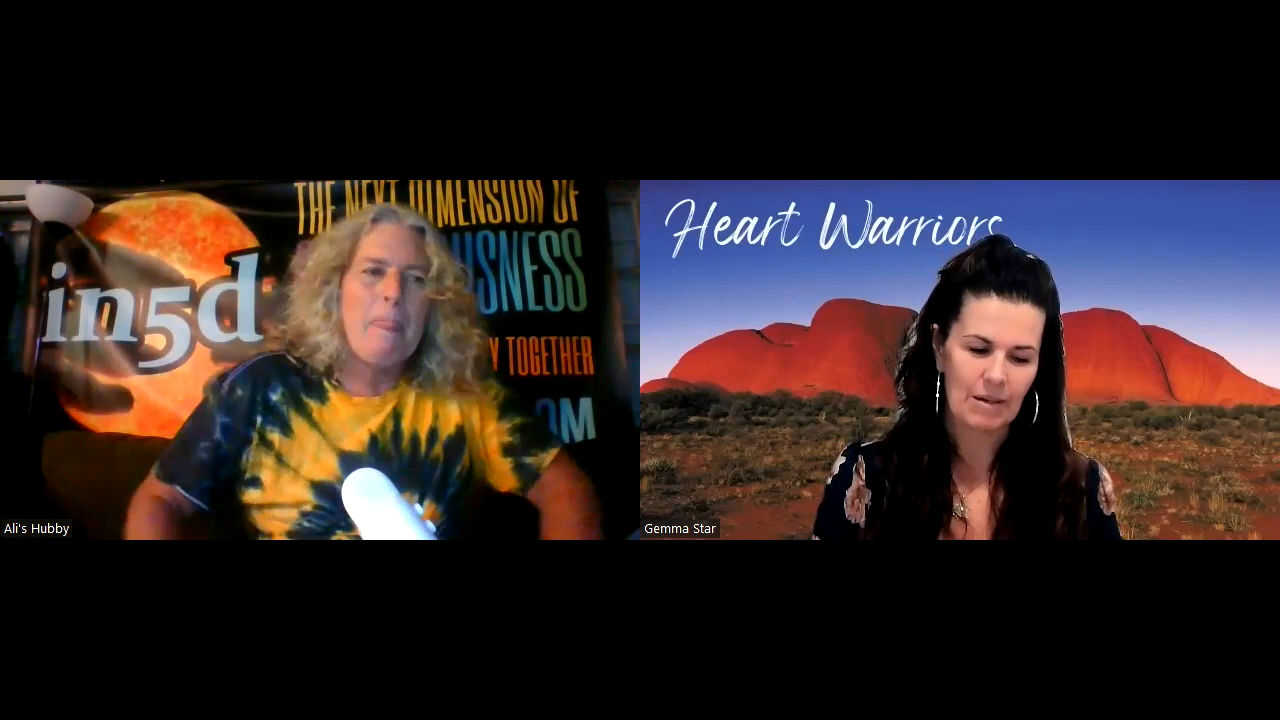 in5d
THE NEXT DIMENSION OF
USNESS
Y TOGETHER
OM
Ali's Hubby
Heart Warriors
Gemma Star